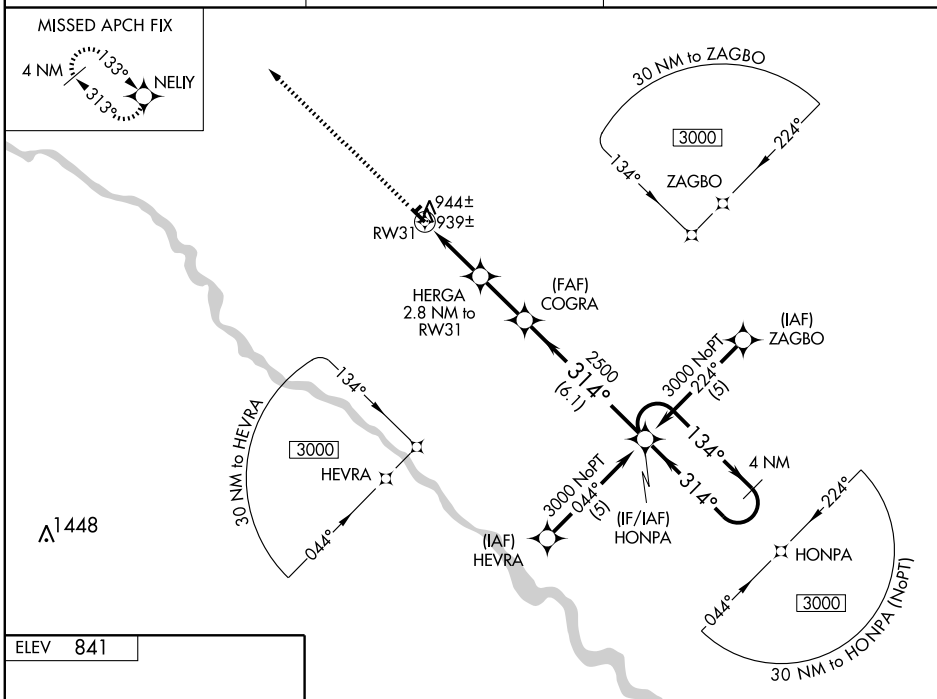 MISSED APCH FIX
4 NM
133°
313°
NELIY
30 NM to ZAGBO
3000
134°
224°
ZAGBO
944±
939±
RW31
HERGA
2.8 NM to
RW31
(FAF)
COGRA
(IAF)
ZAGBO
3000 NoPT
224°
(5)
2500
314°
(6.1)
134°
314°
4 NM
30 NM to HEVRA
134°
3000
HEVRA
044°
3000 NoPT
044°
(5)
(IAF)
HEVRA
(IF/IAF)
HONPA
1448
224°
HONPA
044°
3000
30 NM to HONPA (NoPT)
ELEV 841